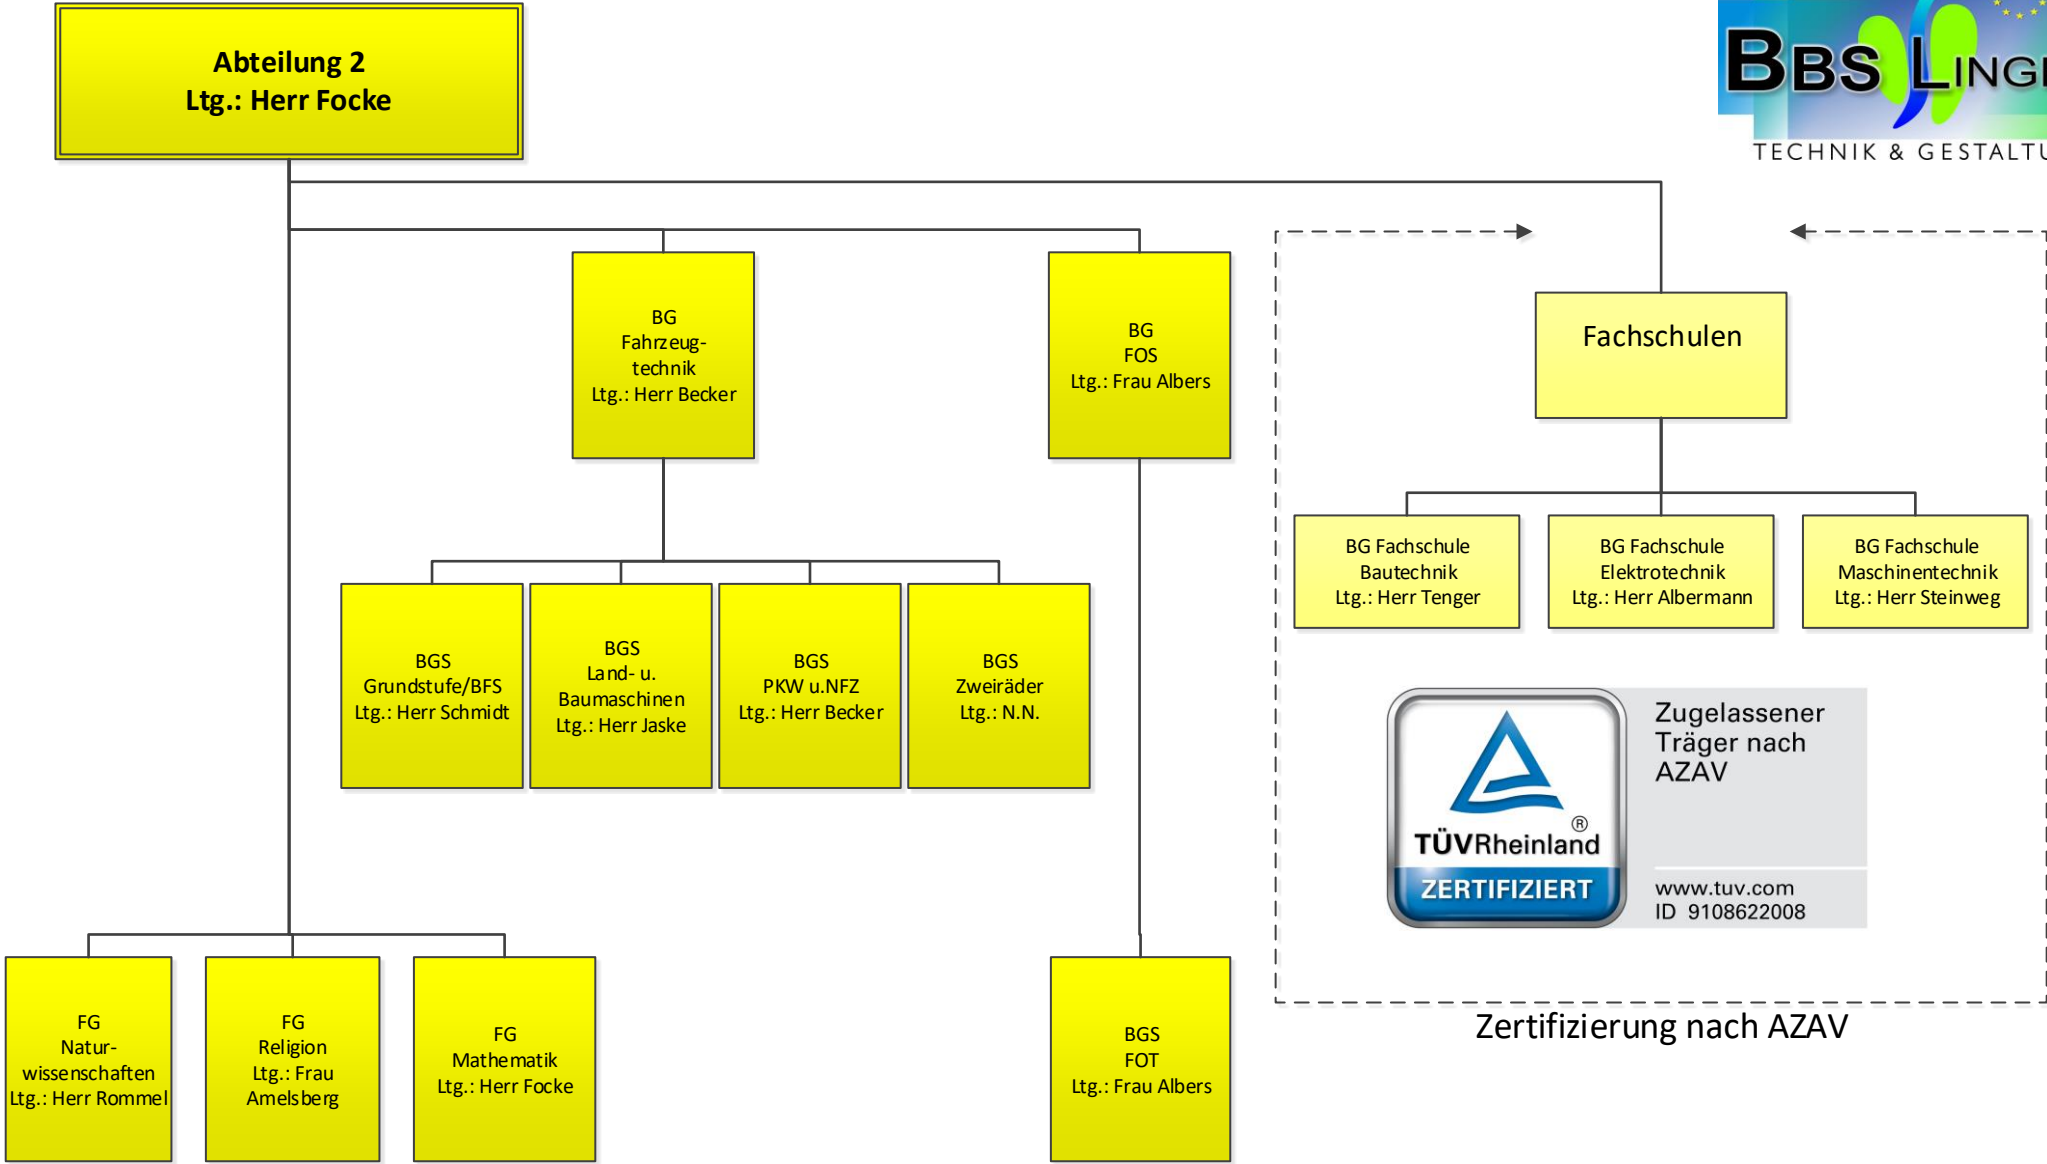 Abteilung 2
Ltg.: Herr Focke
BBS LINGE
TECHNIK & GESTALTU
BG
Fahrzeug-
technik
Ltg.: Herr Becker
BG
FOS
Ltg.: Frau Albers
Fachschulen
BG Fachschule
Bautechnik
Ltg.: Herr Tenger
BG Fachschule
Elektrotechnik
Ltg.: Herr Albermann
BG Fachschule
Maschinentechnik
Ltg.: Herr Steinweg
BGS
Grundstufe/BFS
Ltg.: Herr Schmidt
BGS
Land- u.
Baumaschinen
Ltg.: Herr Jaske
BGS
PKW u.NFZ
Ltg.: Herr Becker
BGS
Zweiräder
Ltg.: N.N.
TÜVRheinland ®
ZERTIFIZIERT
Zugelassener
Träger nach
AZAV
www.tuv.com
ID 9108622008
FG
Natur-
wissenschaften
Ltg.: Herr Rommel
FG
Religion
Ltg.: Frau
Amelsberg
FG
Mathematik
Ltg.: Herr Focke
BGS
FOT
Ltg.: Frau Albers
Zertifizierung nach AZAV